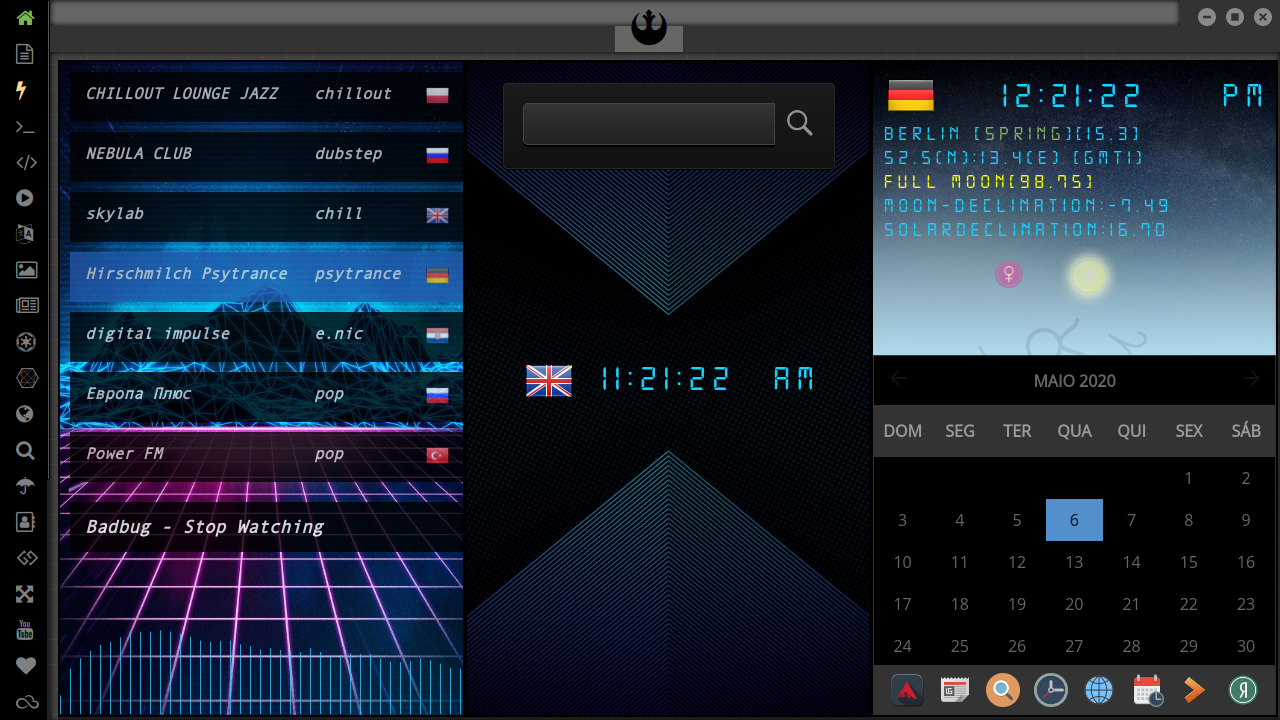 CHILLOUT LOUNGE JAZZ chillout
NEBULA CLUB dubstep
skylab chill
Hirschmilch Psytrance psytrance
digital impulse e.nic
Европа Плюс pop
Power FM pop
Badbug - Stop Watching
11:21:22 AM
12:21:22 PM
BERLIN [SPRING](15.3)
52.5(N):13.4(E) [GMT1]
FULL MOON(98.75)
MOON-DECLINATION:-7.49
SOLARDECLINATION:16.70
MAIO 2020
DOM SEG TER QUA QUI SEX SÁB
1 2
3 4 5 6 7 8 9
10 11 12 13 14 15 16
17 18 19 20 21 22 23
24 25 26 27 28 29 30
You
Tube
Я